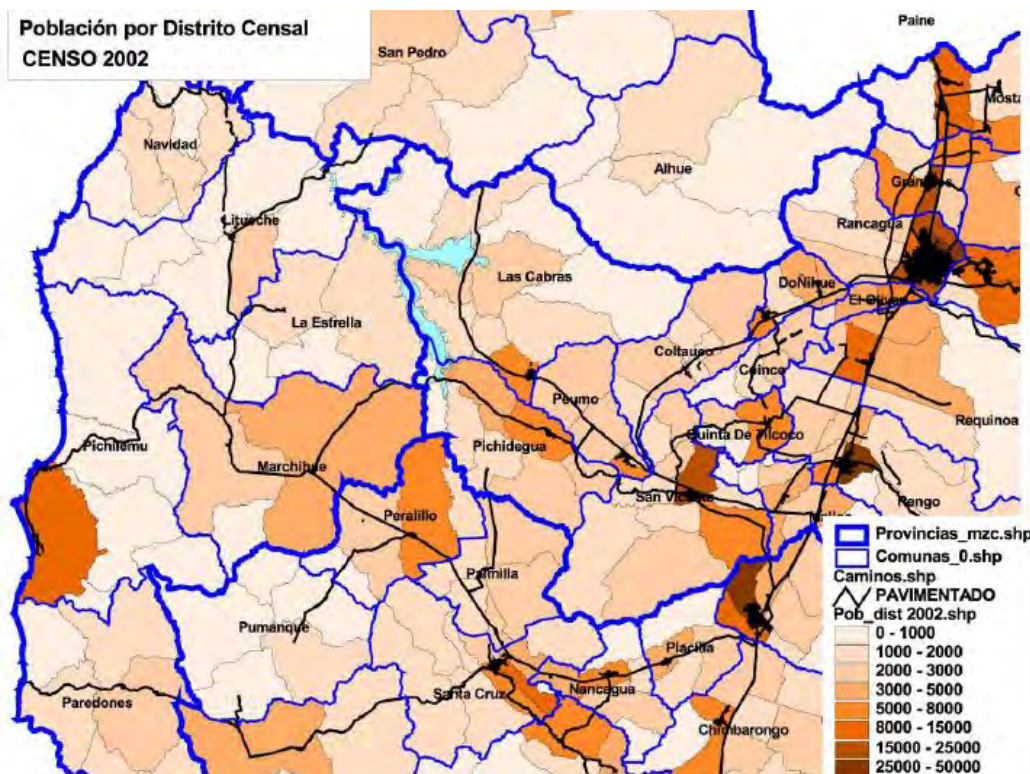 Población por Distrito Censal
CENSO 2002
Paine
San Pedro
Navidad
Alhue
Rancagua
Litueche
Las Cabras
DoÑihue
La Estrella
Coltauco
Coinco
Peumo
Requinoa
Pichilemu
Marchihue
Pichidegua
Quinta De Tilcoco
San Vicente
Rengo
Peralillo
Palmilla
Pumanque
Placilla
Santa Cruz
Nancagua
Paredones
Chimbarongo
Provincias_mzc.shp
Comunas_0.shp
Caminos.shp
PAVIMENTADO
Pob_dist 2002.shp
0 - 1000
1000 - 2000
2000 - 3000
3000 - 5000
5000 - 8000
8000 - 15000
15000 - 25000
25000 - 50000